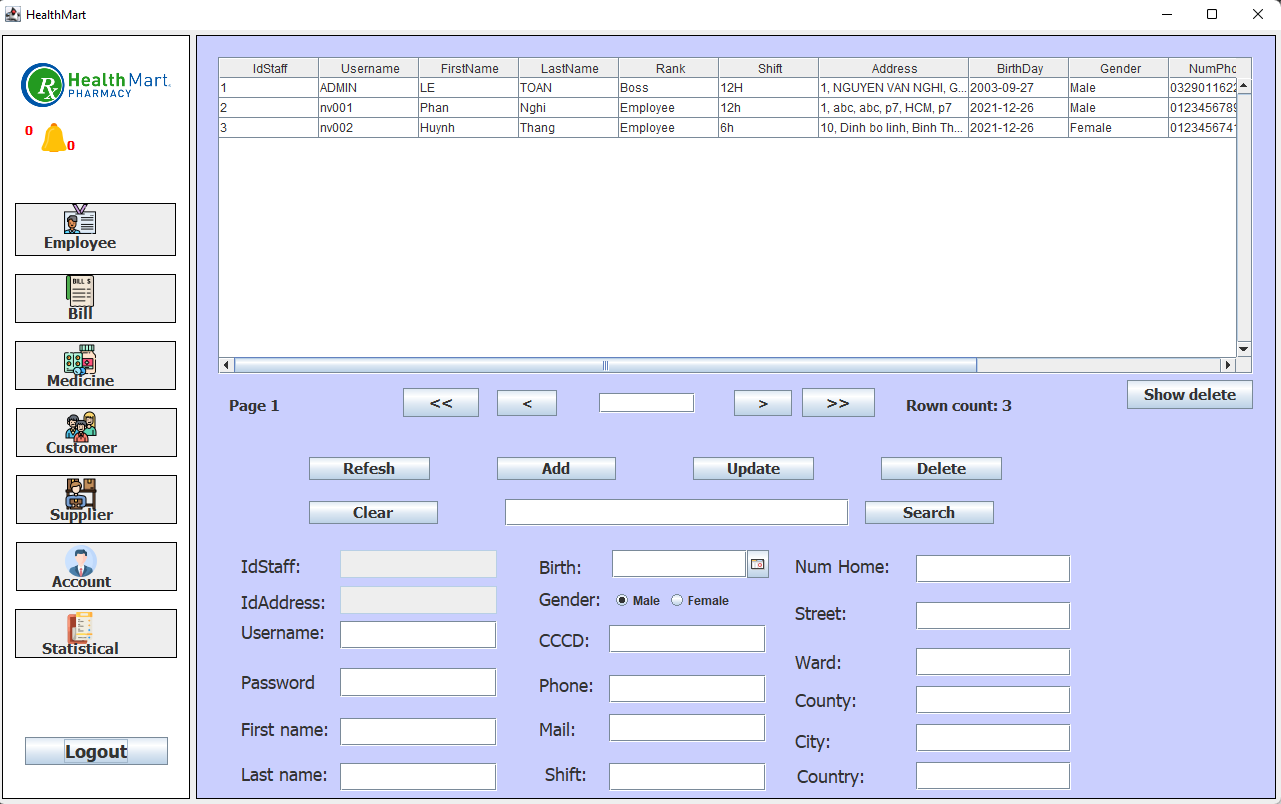 HealthMart
Health Mart.
PHARMACY
0
0
Employee
BILL $
Bill
Medicine
Customer
Supplier
Account
Statistical
Logout
IdStaff Username FirstName LastName Rank Shift Address BirthDay Gender NumPho
1 ADMIN LE TOAN Boss 12H 1, NGUYEN VAN NGHI, G... 2003-09-27 Male 0329011622
2 nv001 Phan Nghi Employee 12h 1, abc, abc, p7, HCM, p7 2021-12-26 Male 0123456789
3 nv002 Huynh Thang Employee 6h 10, Dinh bo linh, Binh Th... 2021-12-26 Female 0123456741
Page 1 << < > >> Rown count: 3 Show delete
Refesh Add Update Delete
Clear Search
IdStaff: Birth: Num Home:
IdAddress: Gender: Male Female
Street:
Username: CCCD:
Ward:
Password Phone:
County:
First name: Mail:
City:
Last name: Shift: Country: